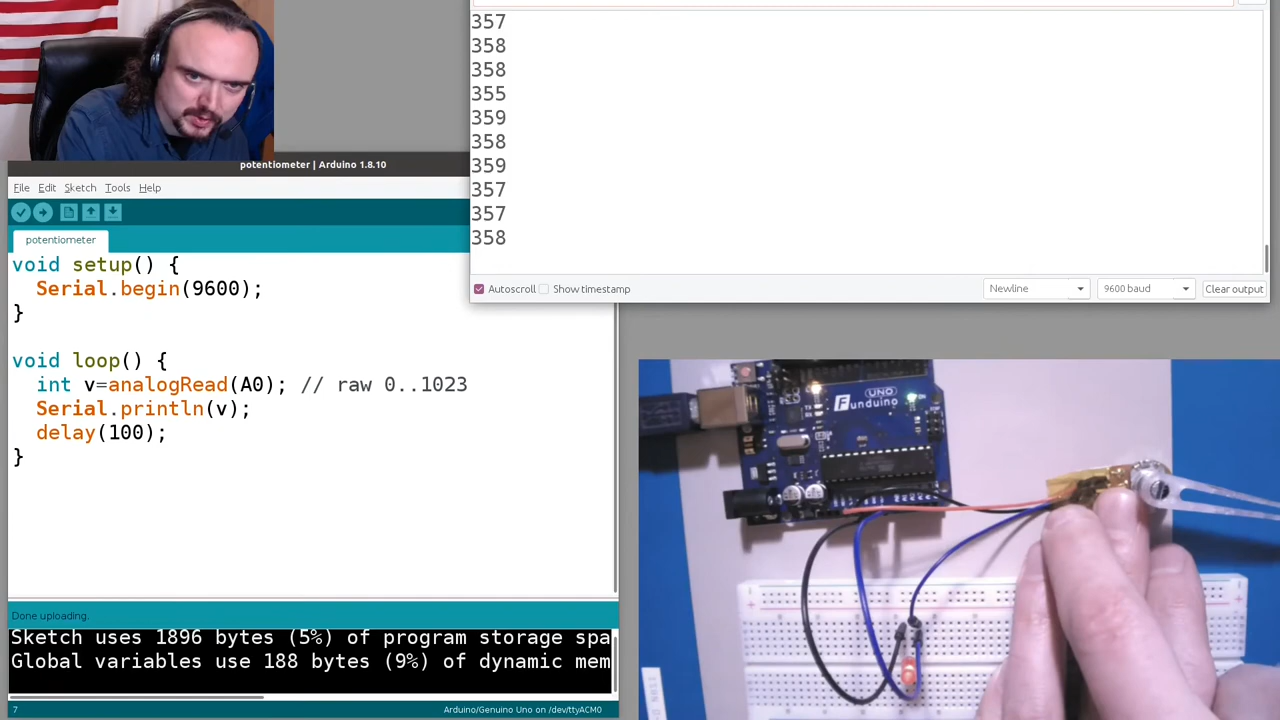 357
358
358
355
359
358
359
357
357
358
Autoscroll Show timestamp Newline 9600 baud Clear output
potentiometer | Arduino 1.8.10
File Edit Sketch Tools Help
potentiometer
void setup() {
Serial.begin(9600);
}
void loop() {
int v=analogRead(A0); // raw 0..1023
Serial.println(v);
delay(100);
}
Done uploading.
Sketch uses 1896 bytes (5%) of program storage spa
Global variables use 188 bytes (9%) of dynamic mem
7 Arduino/Genuino Uno on /dev/ttyACM0
UNO
Funduino